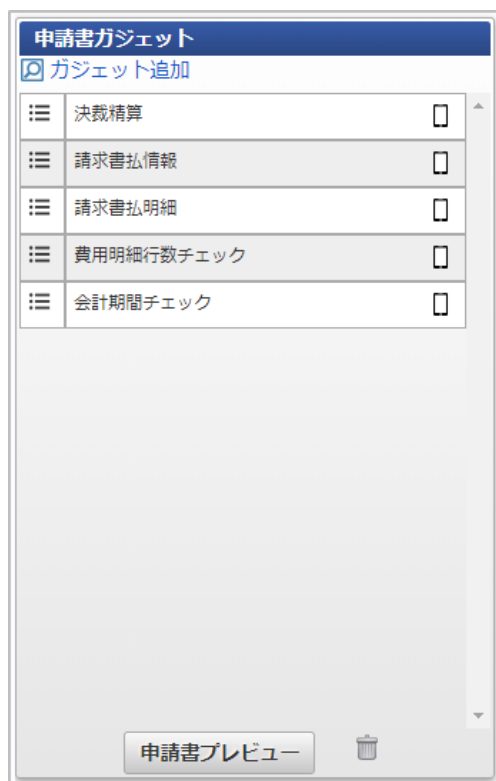 申請書ガジェット
ガジェット追加
決裁精算
請求書払情報
請求書払明細
費用明細行数チェック
会計期間チェック
申請書プレビュー